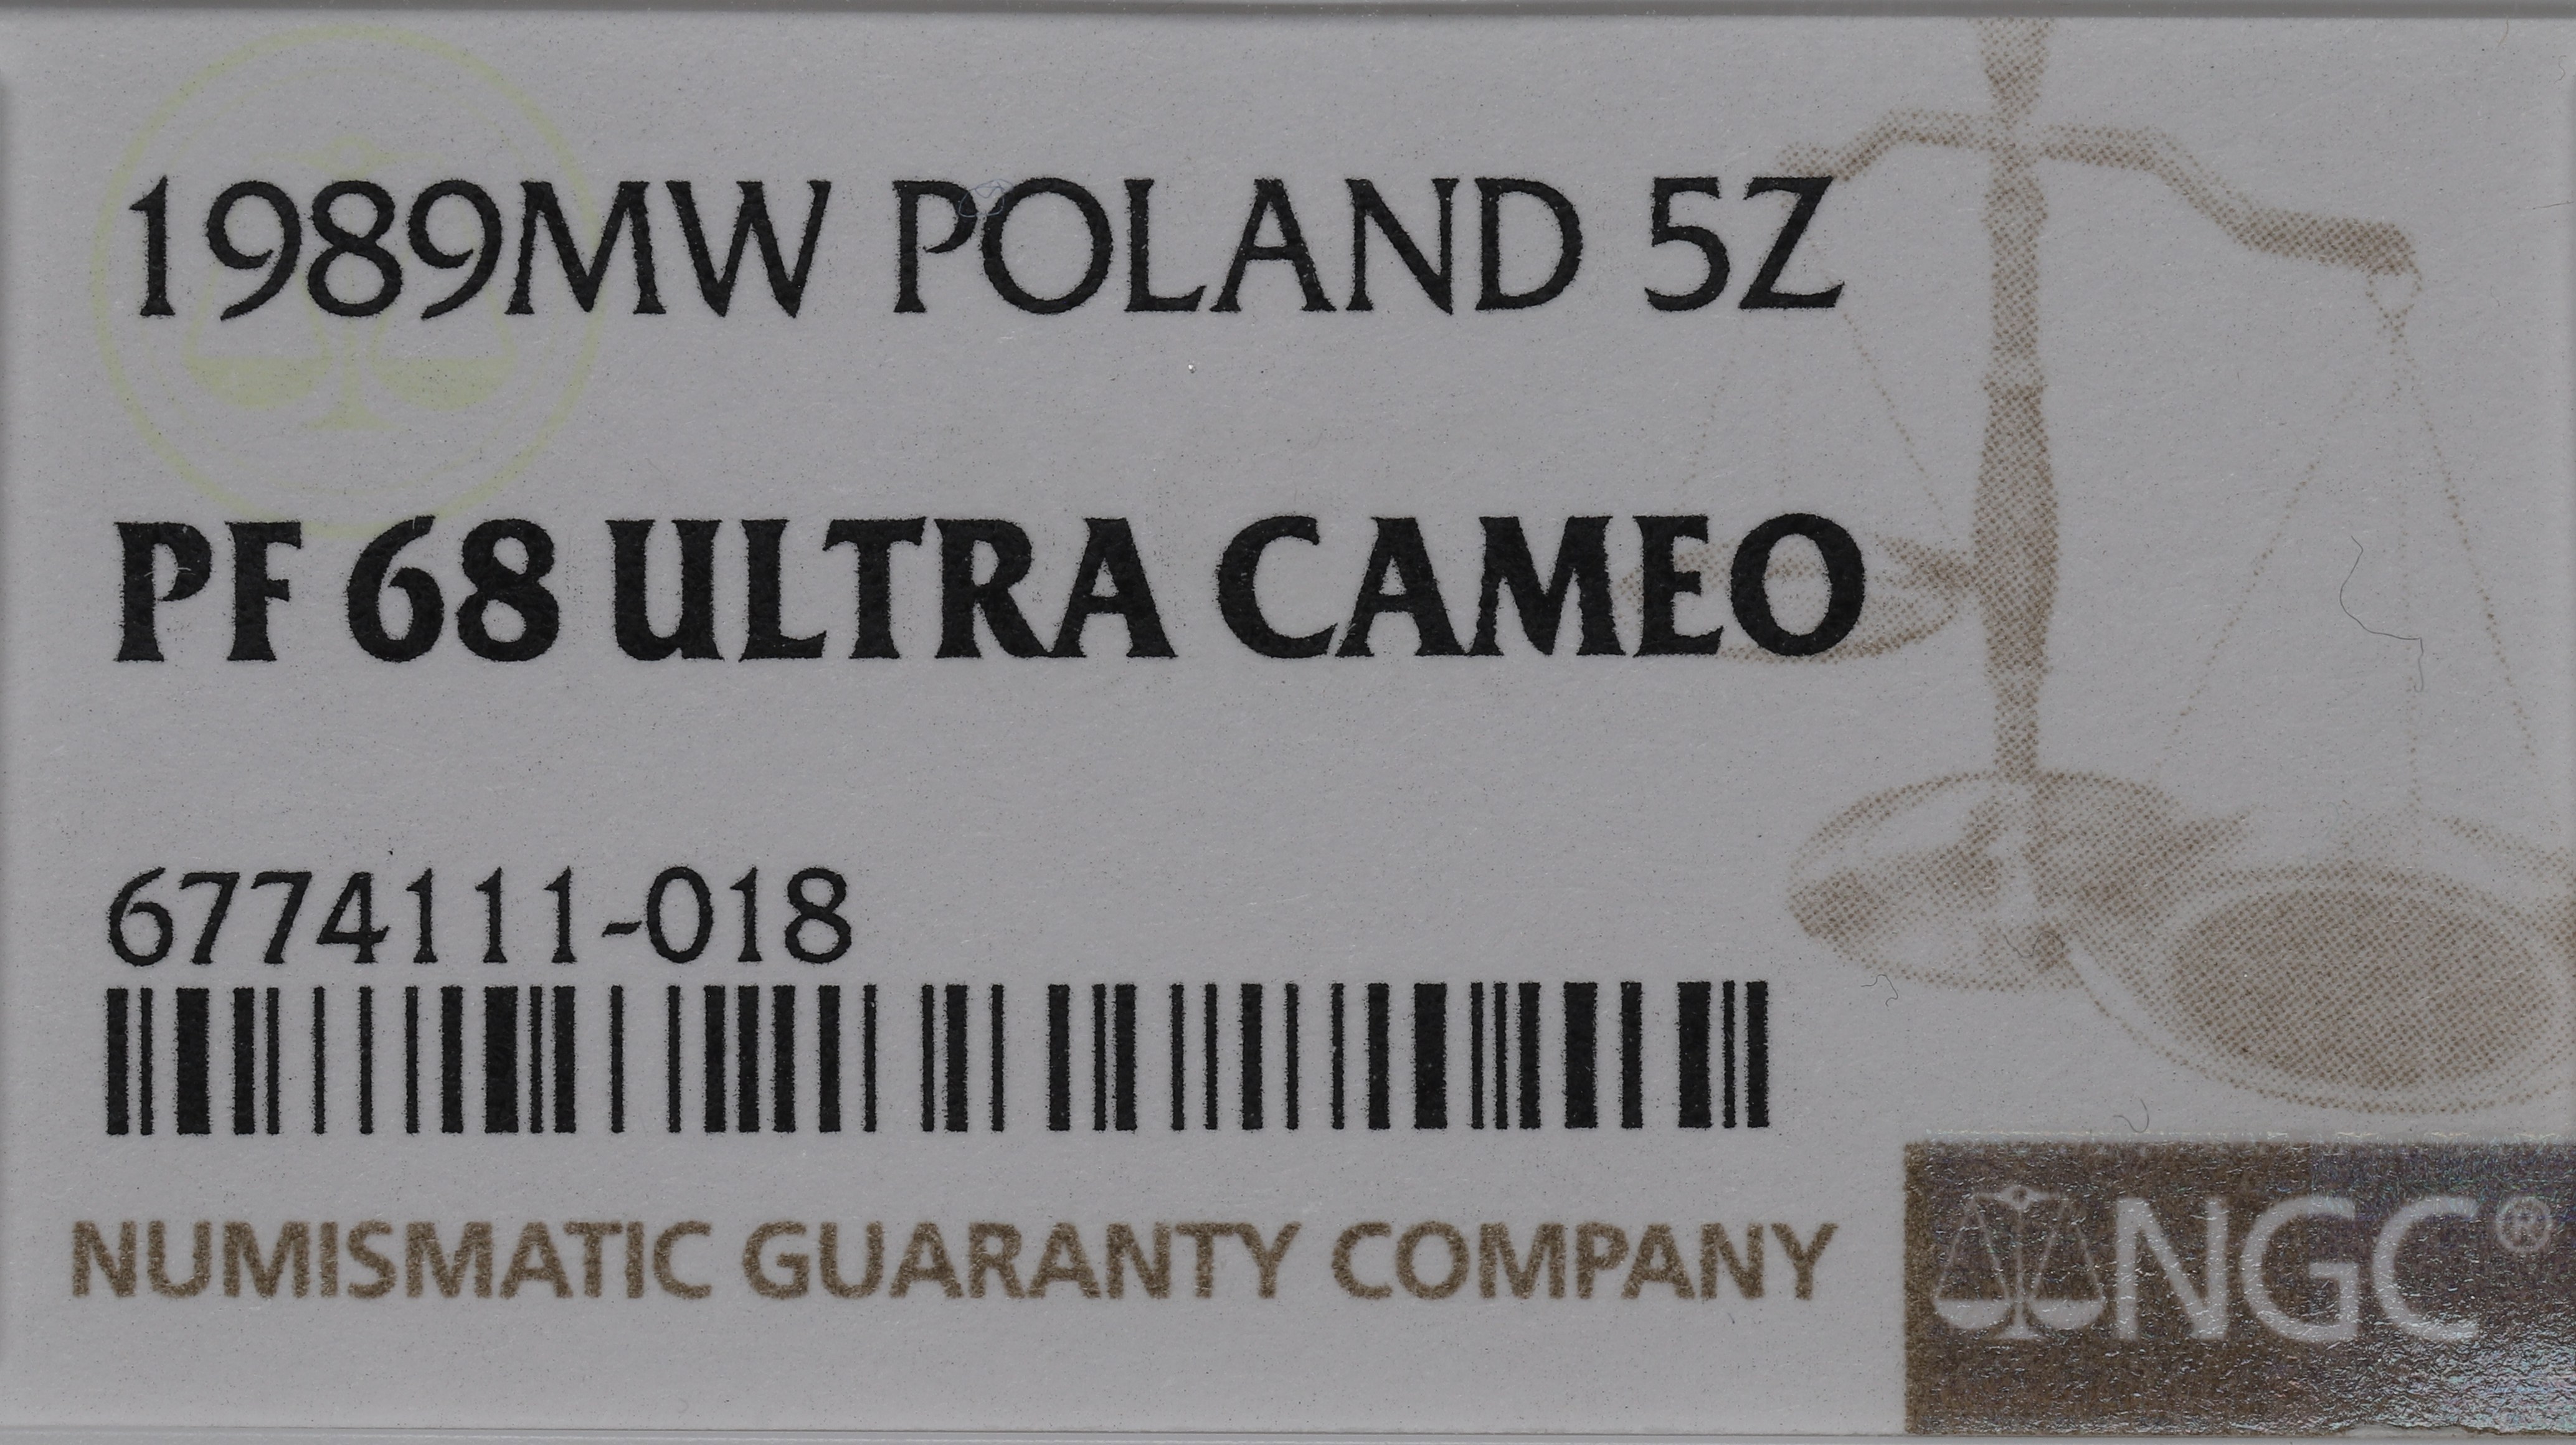 1989MW POLAND 5Z
PF 68 ULTRA CAMEO
6774111-018
NUMISMATIC GUARANTY COMPANY
NGC®